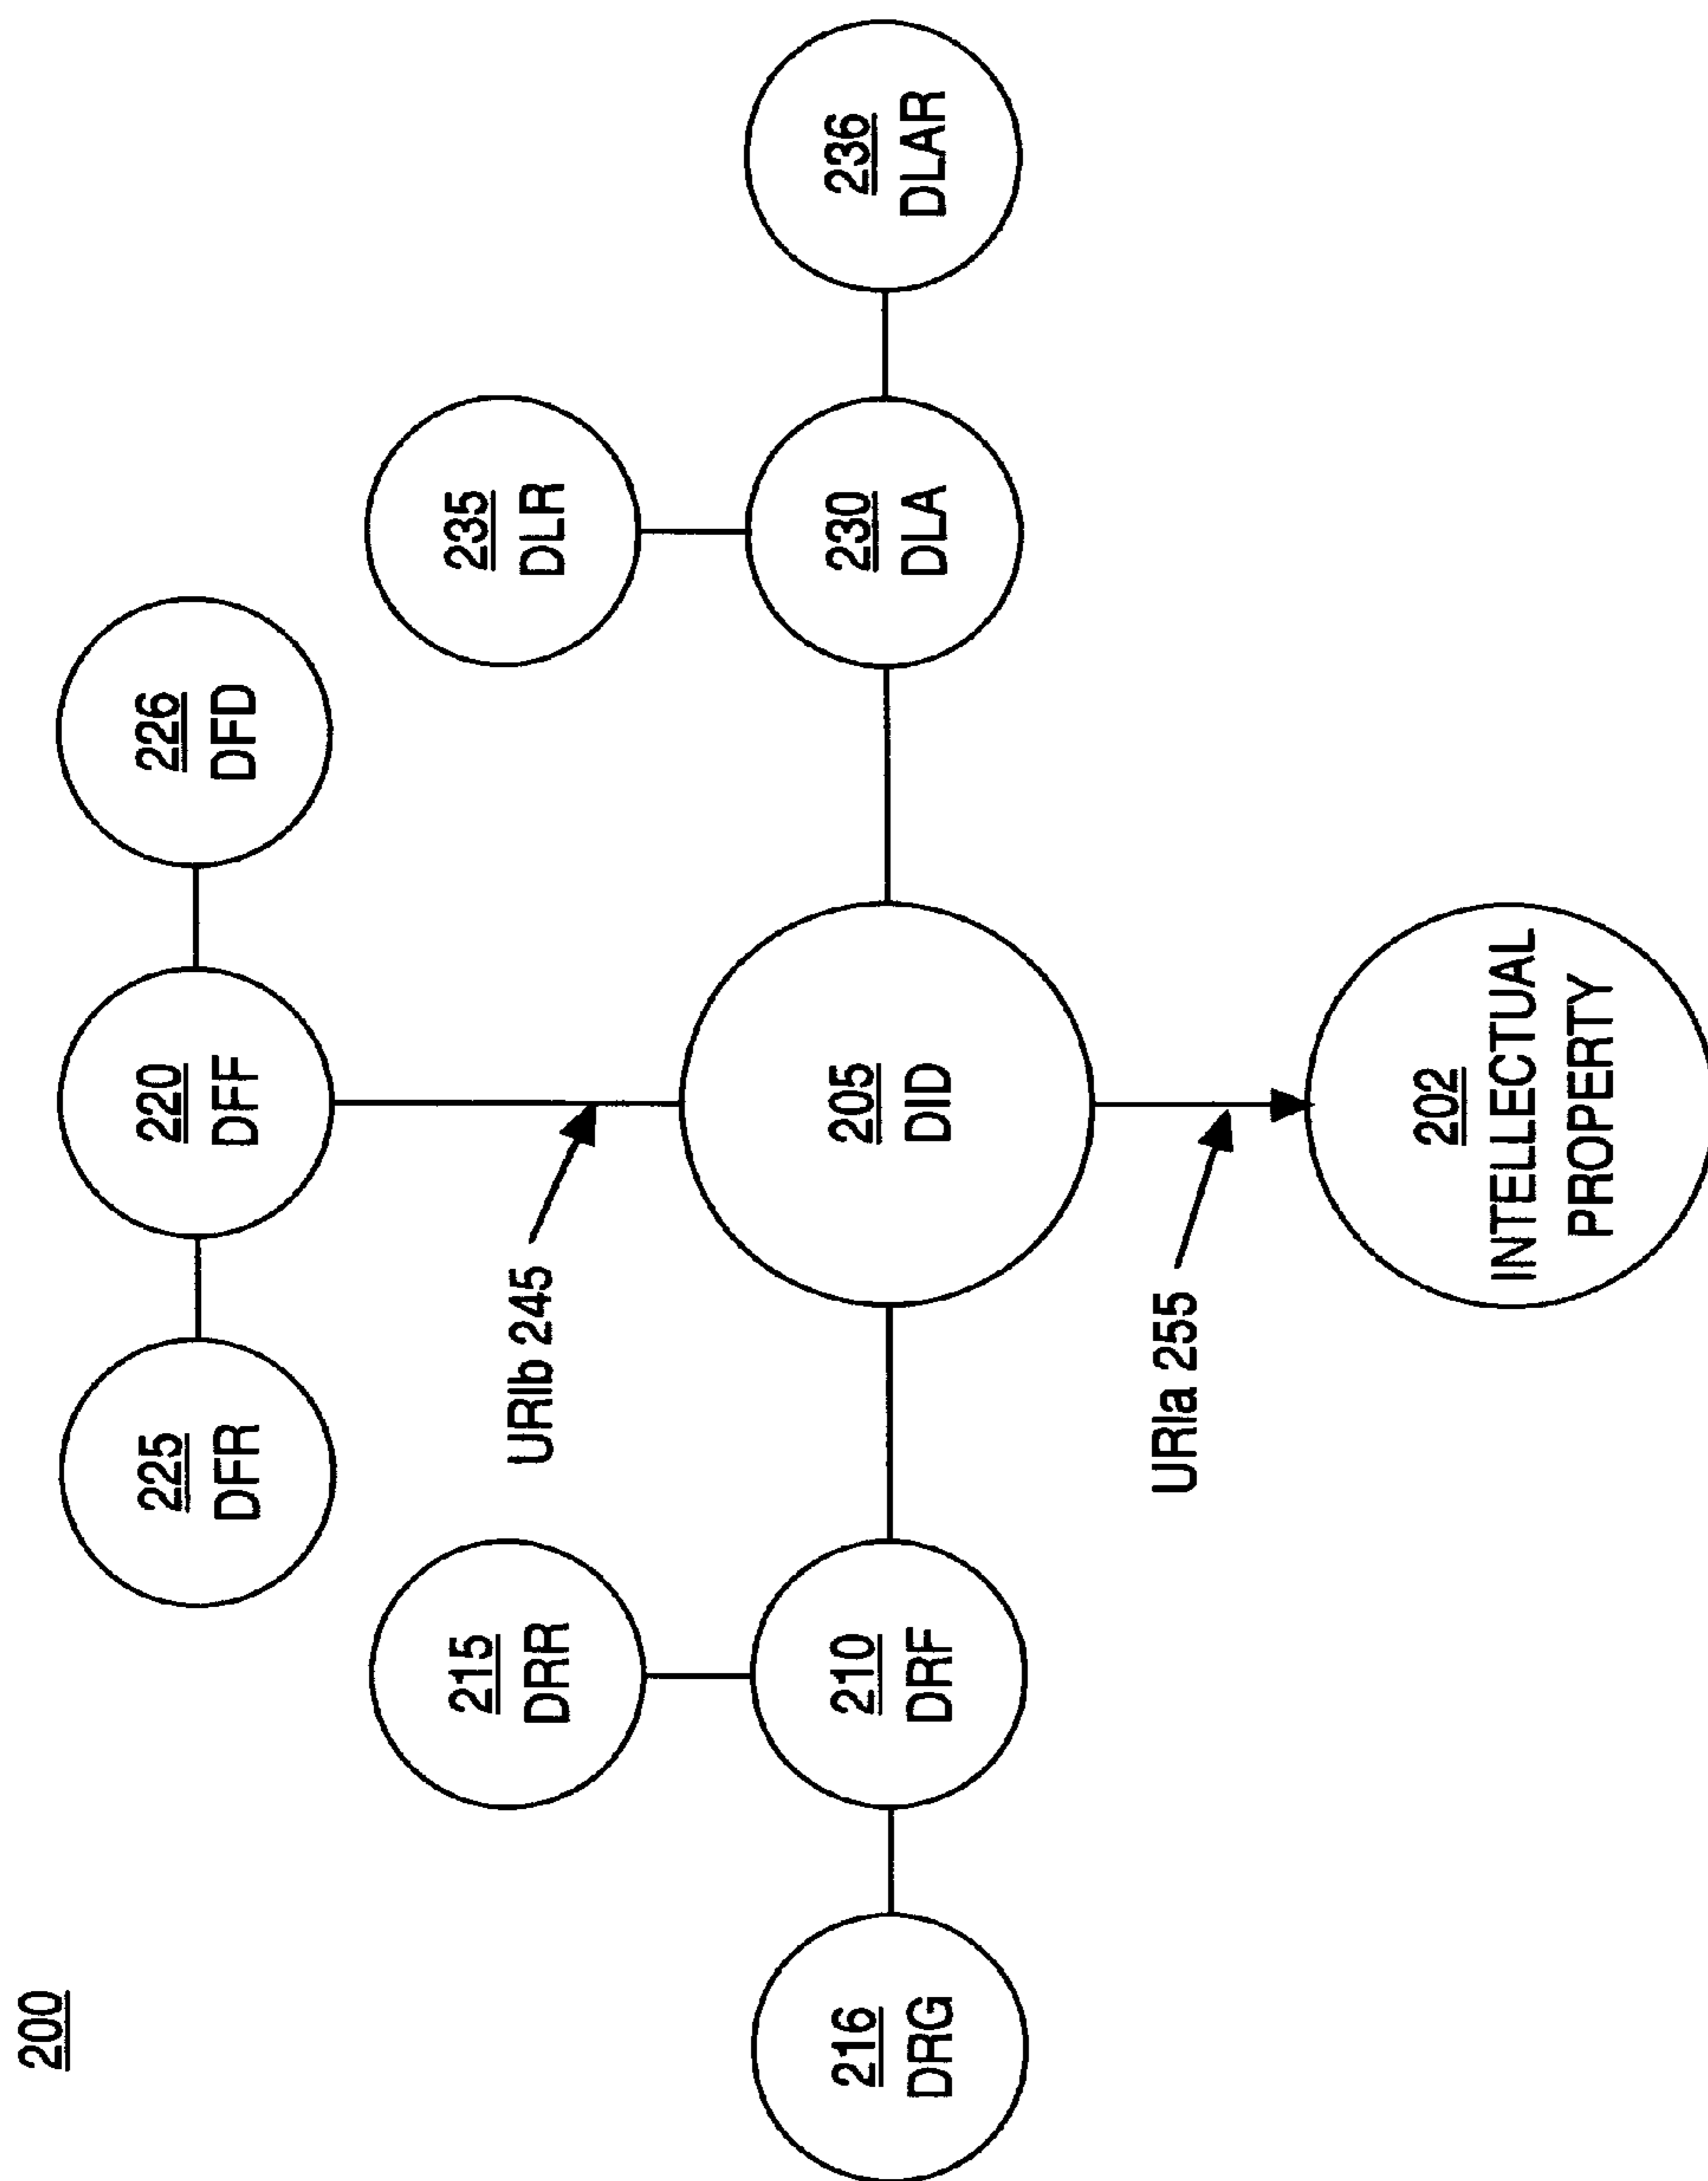 200
225
DFR
220
DFF
226
DFD
215
DRR
URIb 245
235
DLR
216
DRG
210
DRF
205
DID
230
DLA
236
DLAR
URIa 255
202
INTELLECTUAL
PROPERTY